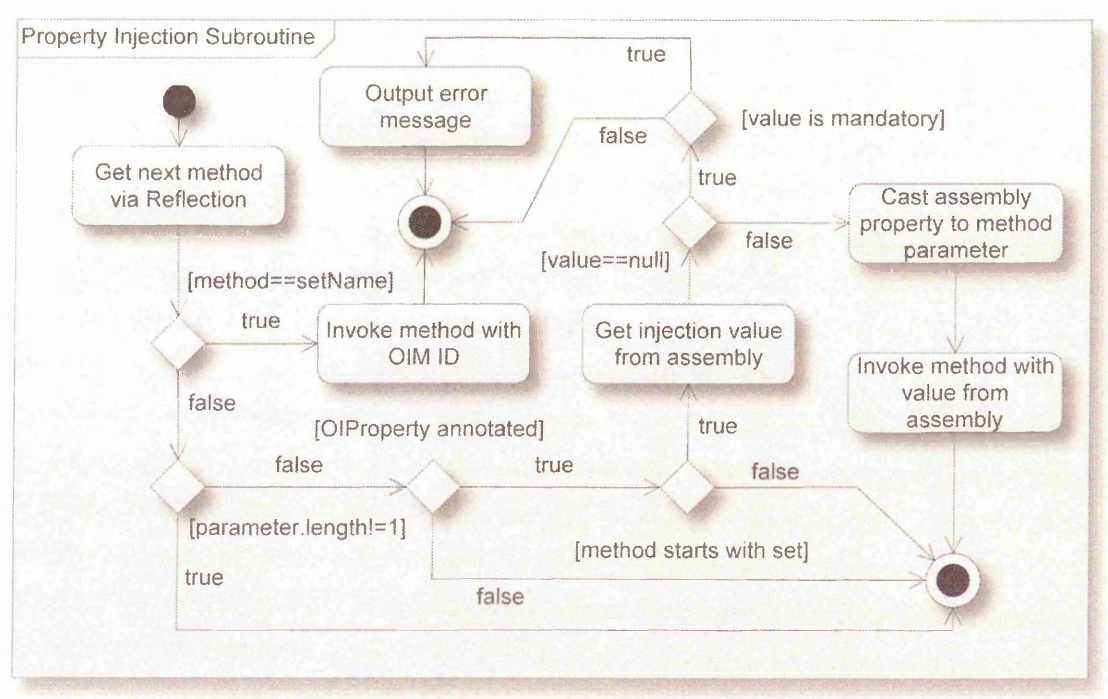 Property Injection Subroutine
true
Output error
message
[value is mandatory]
false
Get next method
via Reflection
true
Cast assembly
property to method
parameter
false
[value==null]
[method==setName]
true
Invoke method with
OIM ID
Get injection value
from assembly
Invoke method with
value from
assembly
false
[OIProperty annotated]
true
false
true
false
[parameter.length!=1]
[method starts with set]
true
false